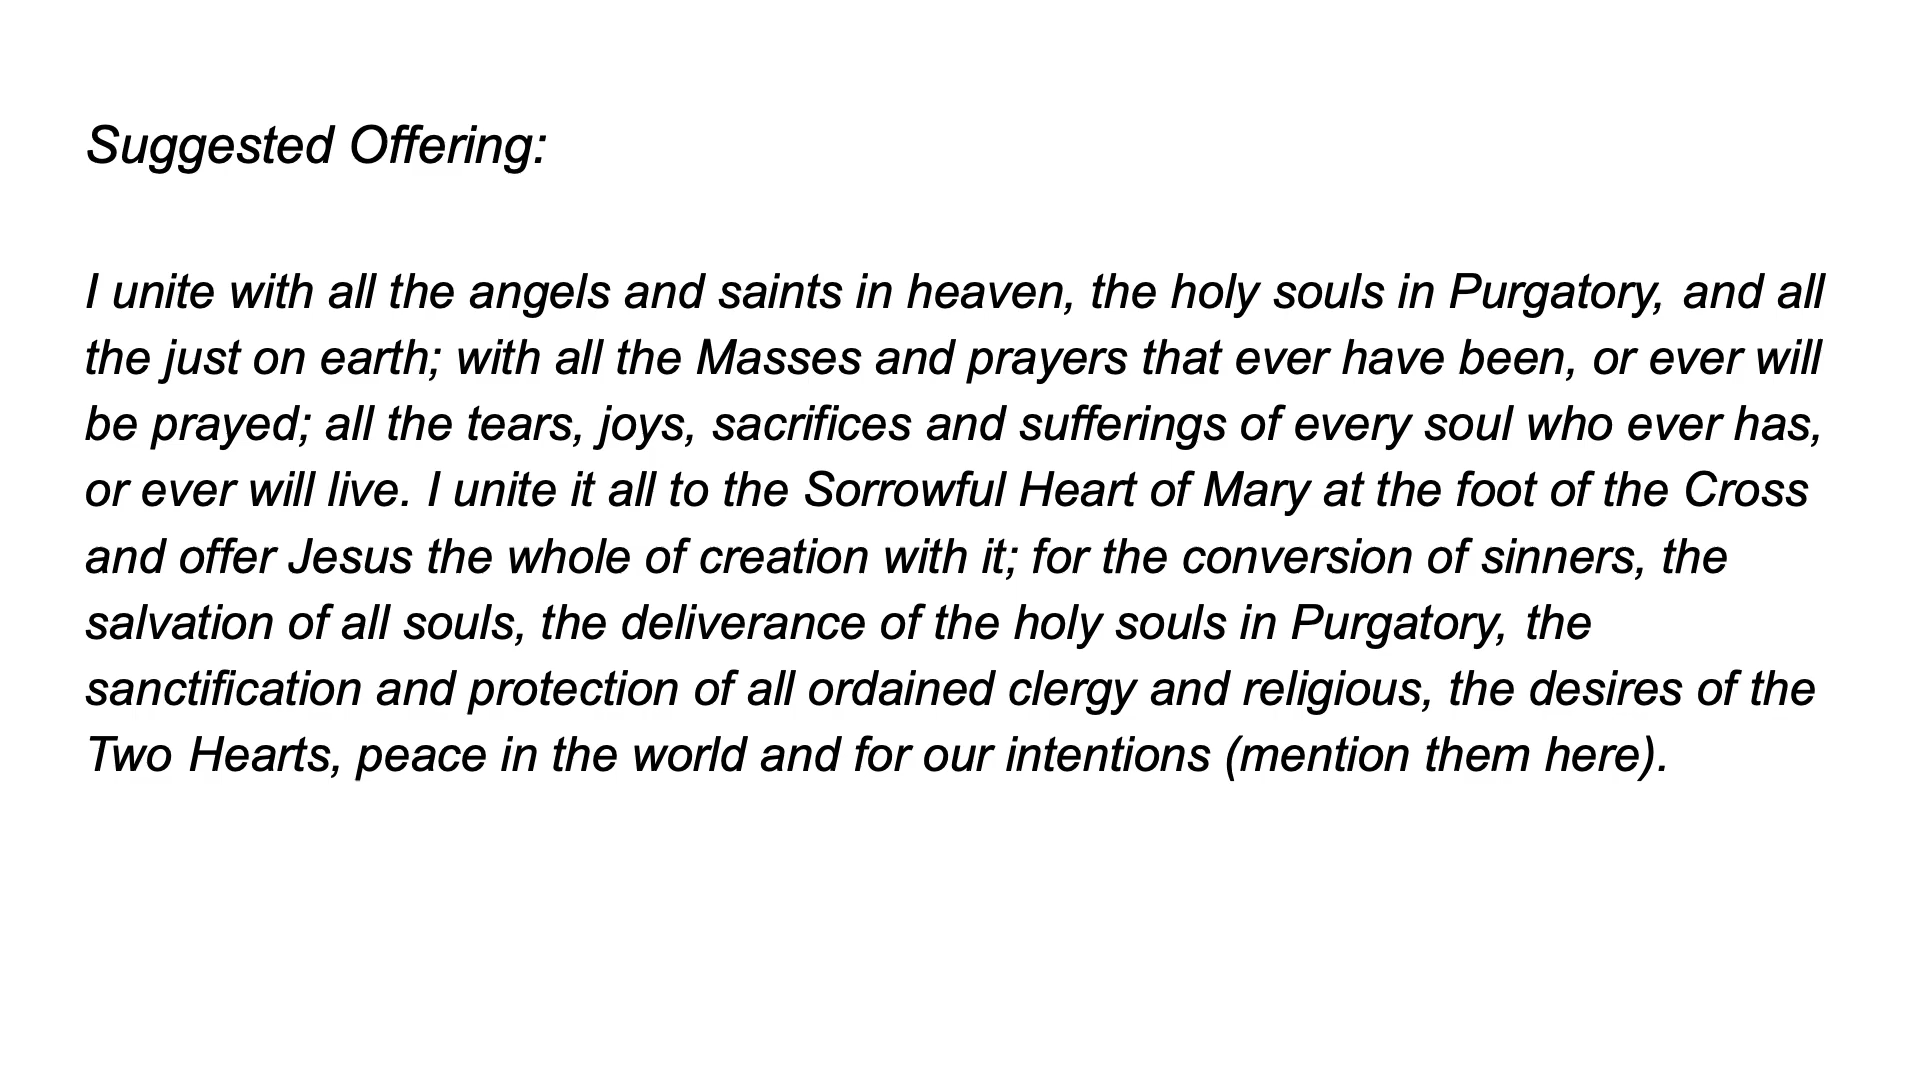 Suggested Offering:
I unite with all the angels and saints in heaven, the holy souls in Purgatory, and all
the just on earth; with all the Masses and prayers that ever have been, or ever will
be prayed; all the tears, joys, sacrifices and sufferings of every soul who ever has,
or ever will live. I unite it all to the Sorrowful Heart of Mary at the foot of the Cross
and offer Jesus the whole of creation with it; for the conversion of sinners, the
salvation of all souls, the deliverance of the holy souls in Purgatory, the
sanctification and protection of all ordained clergy and religious, the desires of the
Two Hearts, peace in the world and for our intentions (mention them here).